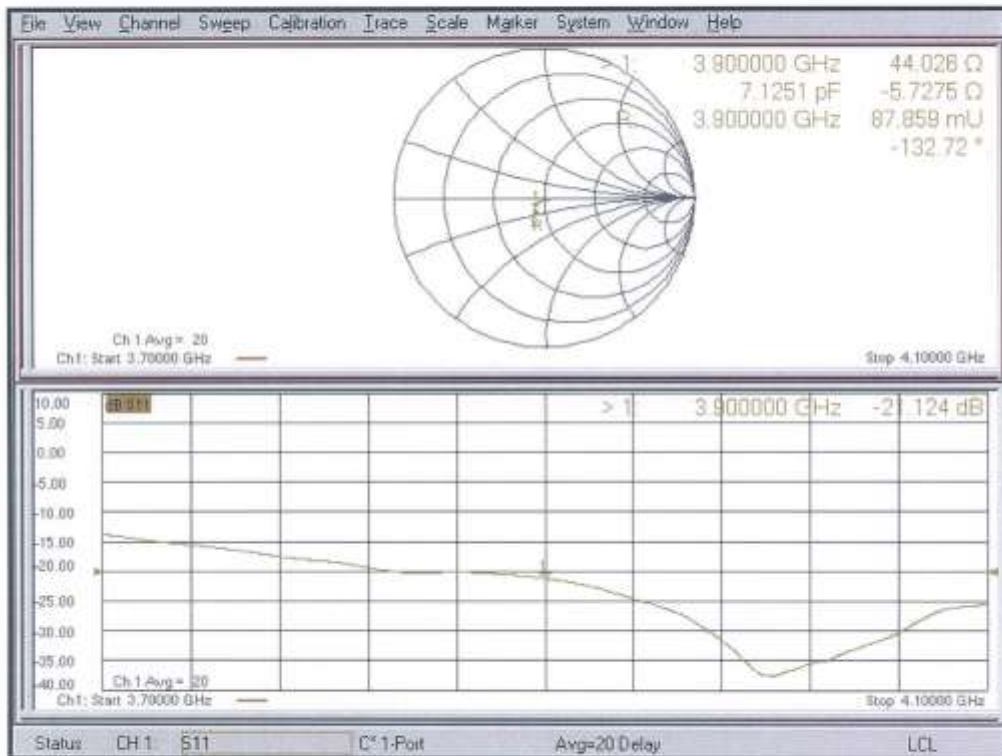 File View Channel Sweep Calibration Trace Scale Marker System Window Help
> 1: 3.900000 GHz 44.026 Ω
7.1251 pF -5.7275 Ω
R: 3.900000 GHz 87.859 mU
-132.72 °
Ch 1 Avg = 20
Ch1: Start 3.70000 GHz
Stop 4.10000 GHz
10.00
dB S11
> 1: 3.900000 GHz -21.124 dB
5.00
0.00
-5.00
-10.00
-15.00
-20.00
-25.00
-30.00
-35.00
-40.00
1
Ch 1 Avg = 20
Ch1: Start 3.70000 GHz
Stop 4.10000 GHz
Status CH 1: S11 C* 1-Port Avg=20 Delay LCL